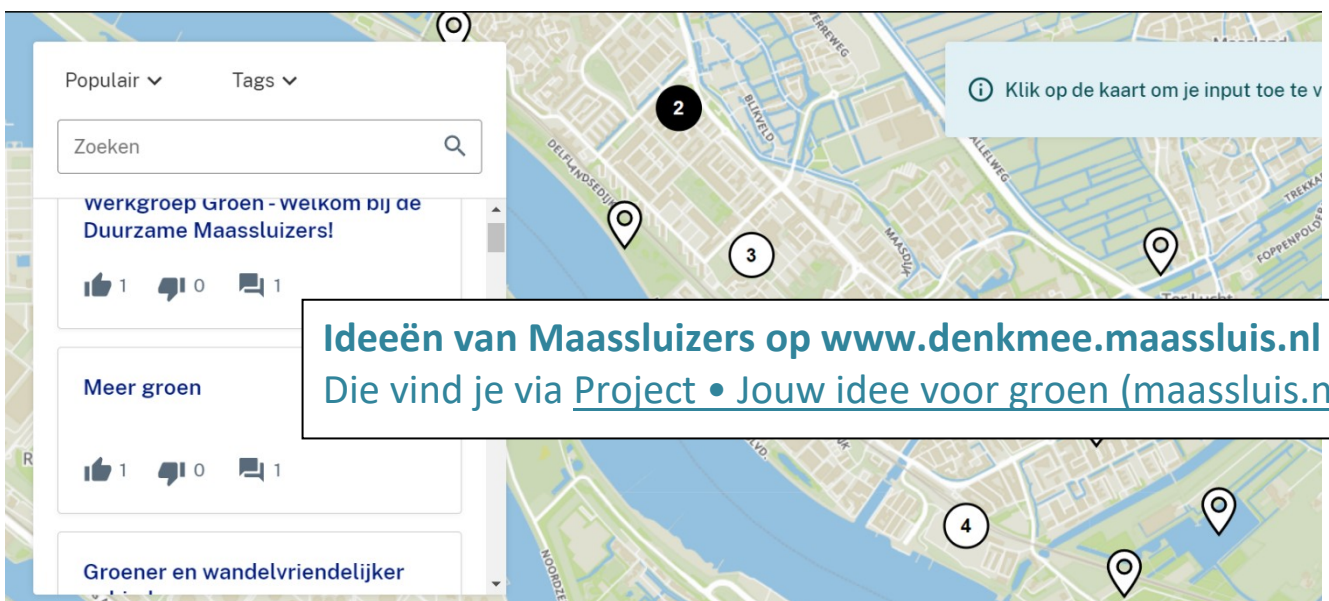 Populair
Tags
Zoeken
Werkgroep Groen - Welkom bij de
Duurzame Maassluizers!
1 0 1
Meer groen
1 0 1
Groener en wandelvriendelijker
Klik op de kaart om je input toe te v
Ideeën van Maassluizers op www.denkmee.maassluis.nl
Die vind je via Project • Jouw idee voor groen (maassluis.n
2
3
4
BLIKVELD
DELFLANDSEDIJK
MAASDIJK
FOPPENPOLDER
NOORDZE